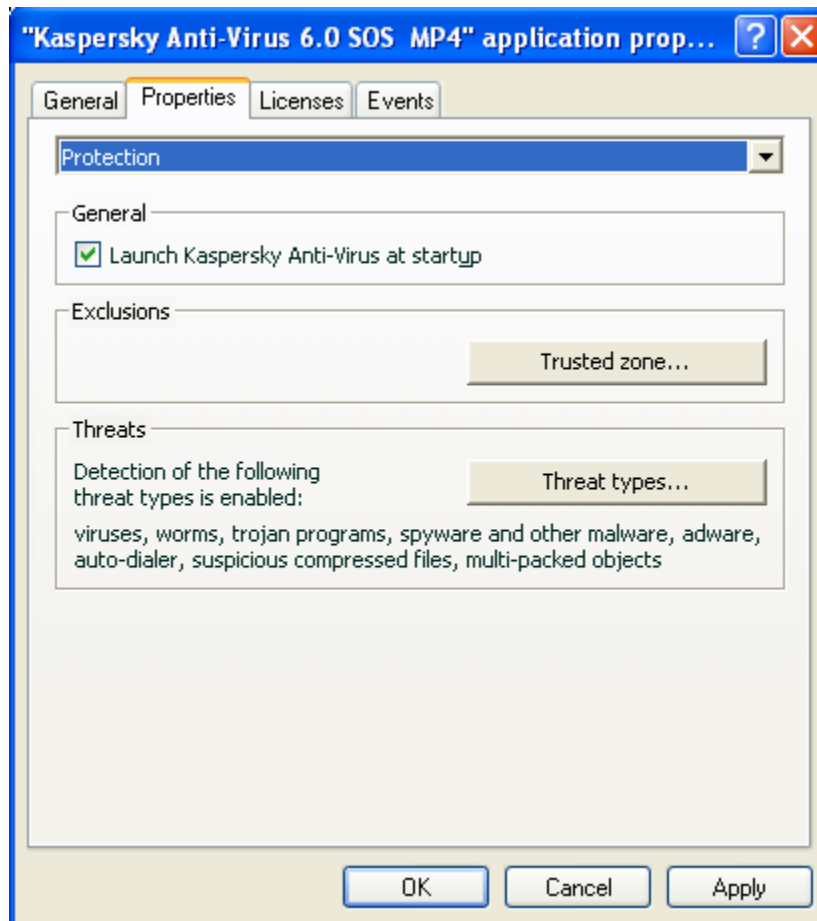 "Kaspersky Anti-Virus 6.0 SOS MP4" application prop...
General Properties Licenses Events
Protection
General
Launch Kaspersky Anti-Virus at startup
Exclusions
Trusted zone...
Threats
Detection of the following
threat types is enabled:
Threat types...
viruses, worms, trojan programs, spyware and other malware, adware,
auto-dialer, suspicious compressed files, multi-packed objects
OK Cancel Apply